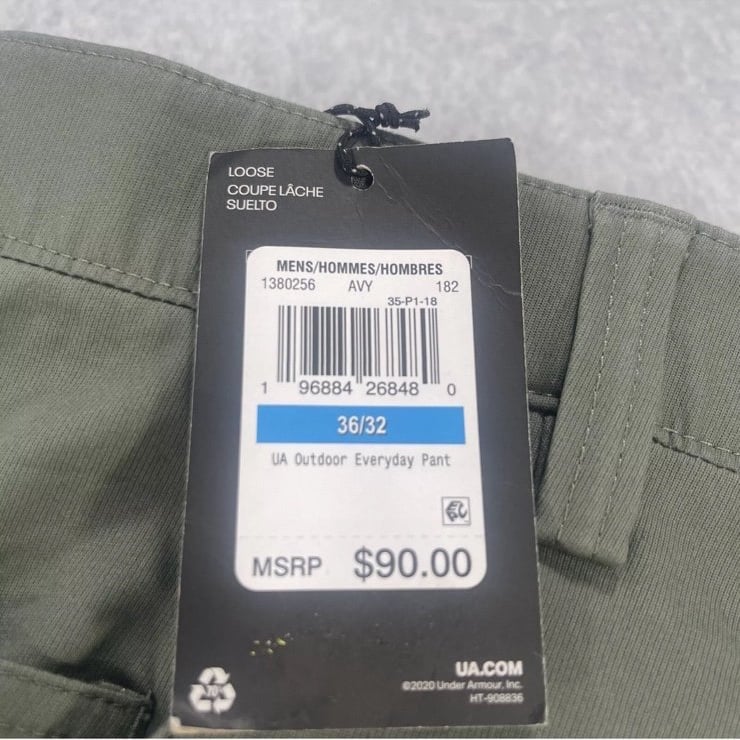 LOOSE
COUPE LÂCHE
SUELTO
MENS/HOMMES/HOMBRES
1380256 AVY 182
35-P1-18
1 96884 26848 0
36/32
UA Outdoor Everyday Pant
MSRP $90.00
UA.COM
©2020 Under Armour, Inc.
HT-908836